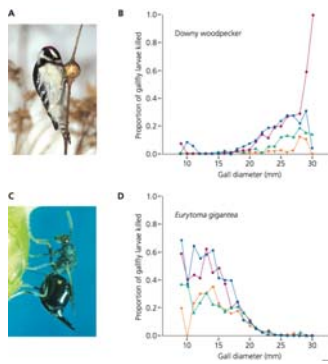 A
B
Downy woodpecker
Proportion of gallfly larvae killed
1.0
0.8
0.6
0.4
0.2
0.0
10
15
20
25
30
Gall diameter (mm)
C
D
Eurytoma gigantea
Proportion of gallfly larvae killed
1.0
0.8
0.6
0.4
0.2
0.0
10
15
20
25
30
Gall diameter (mm)